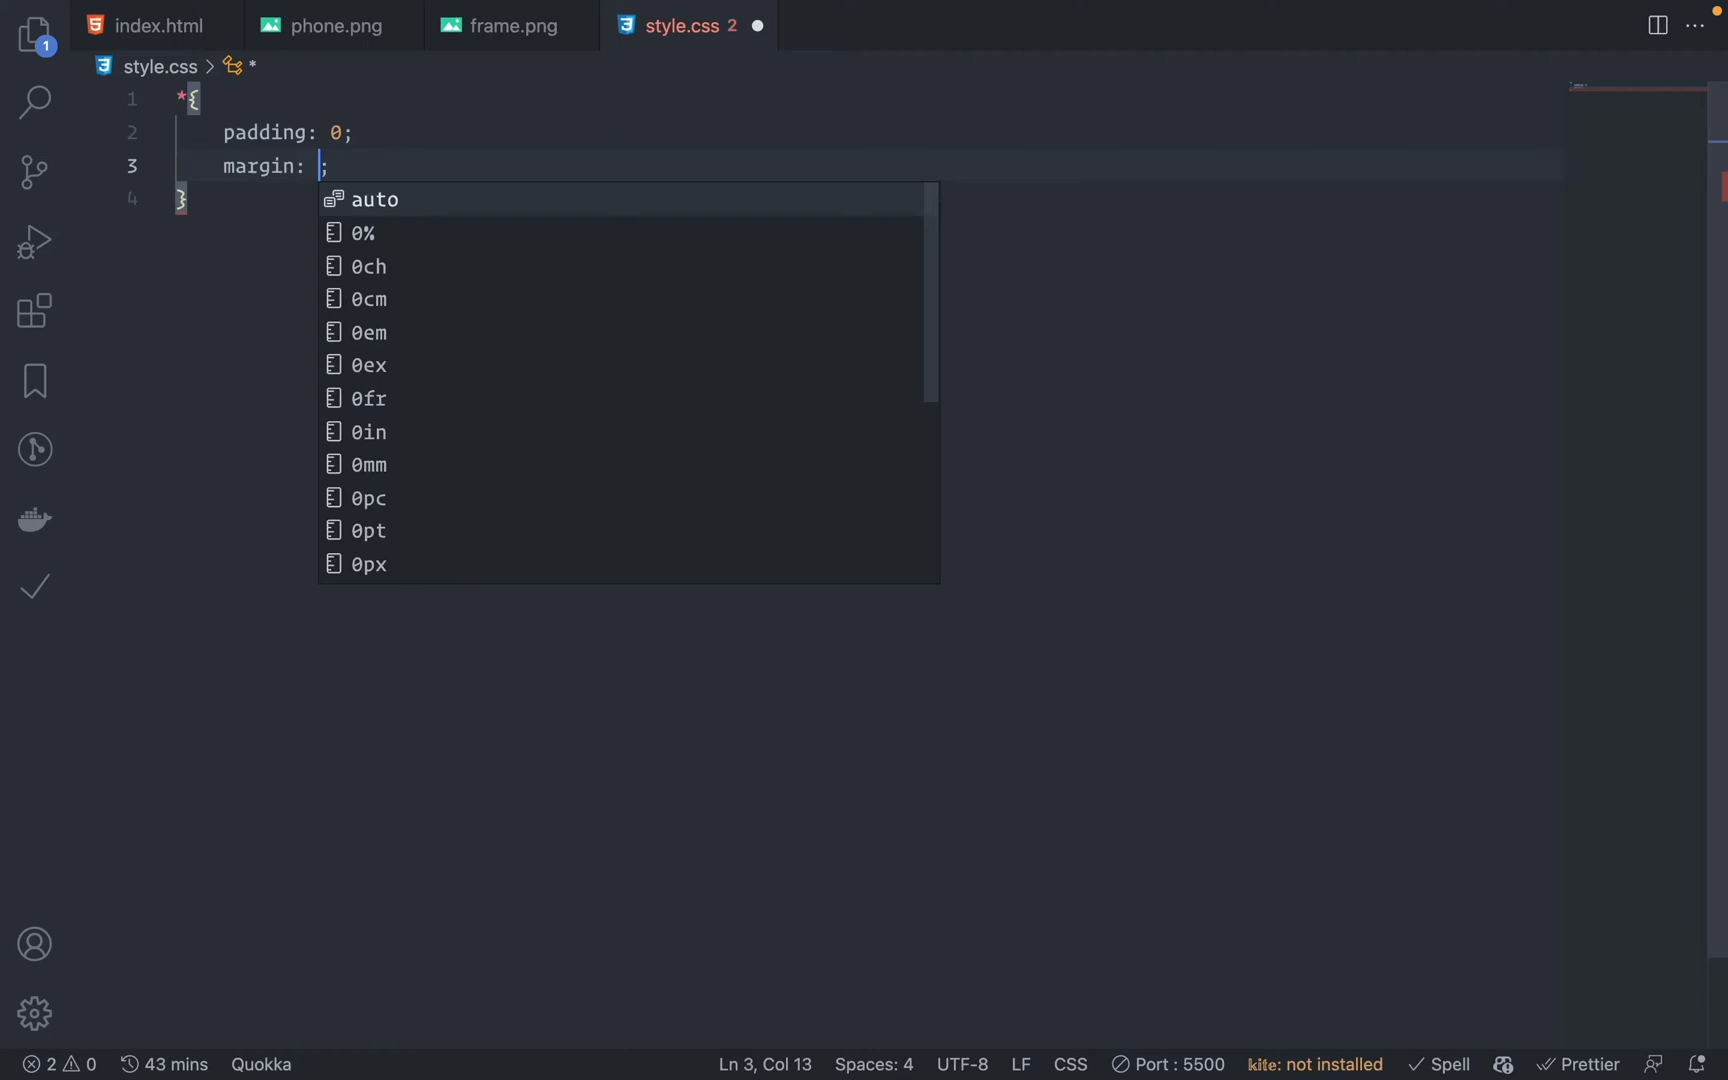 index.html phone.png frame.png style.css 2
style.css > *
1 *{
2 padding: 0;
3 margin: ;
4 }
auto
0%
0ch
0cm
0em
0ex
0fr
0in
0mm
0pc
0pt
0px
1
2 0 43 mins Quokka Ln 3, Col 13 Spaces: 4 UTF-8 LF CSS Port : 5500 kite: not installed Spell Prettier